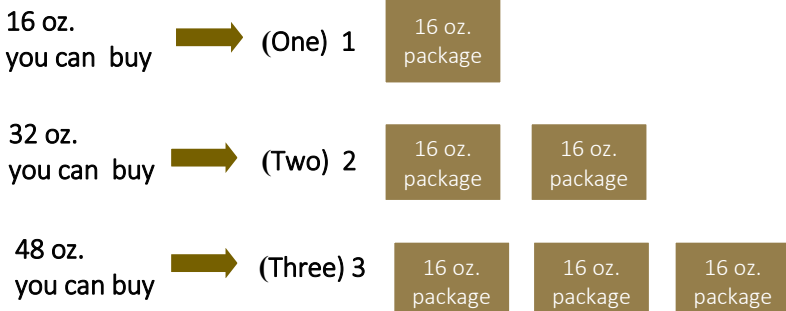 16 oz.
you can buy
(One) 1
16 oz.
package
32 oz.
you can buy
(Two) 2
16 oz.
package
16 oz.
package
48 oz.
you can buy
(Three) 3
16 oz.
package
16 oz.
package
16 oz.
package